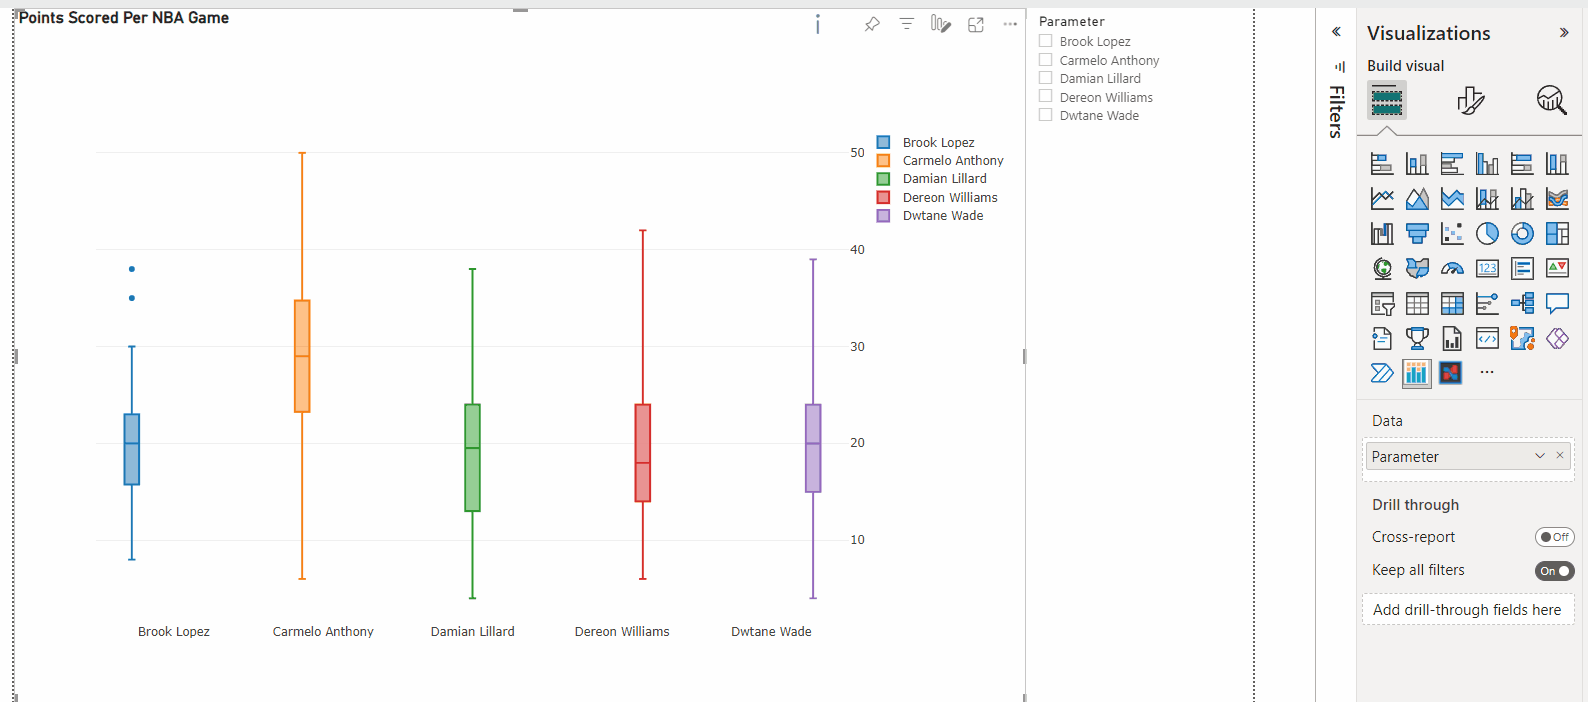 Points Scored Per NBA Game
50
40
30
20
10
Brook Lopez
Carmelo Anthony
Damian Lillard
Dereon Williams
Dwtane Wade
Brook Lopez
Carmelo Anthony
Damian Lillard
Dereon Williams
Dwtane Wade
Parameter
Brook Lopez
Carmelo Anthony
Damian Lillard
Dereon Williams
Dwtane Wade
Filters
Visualizations
Build visual
123
Data
Parameter
Drill through
Cross-report
Off
Keep all filters
On
Add drill-through fields here